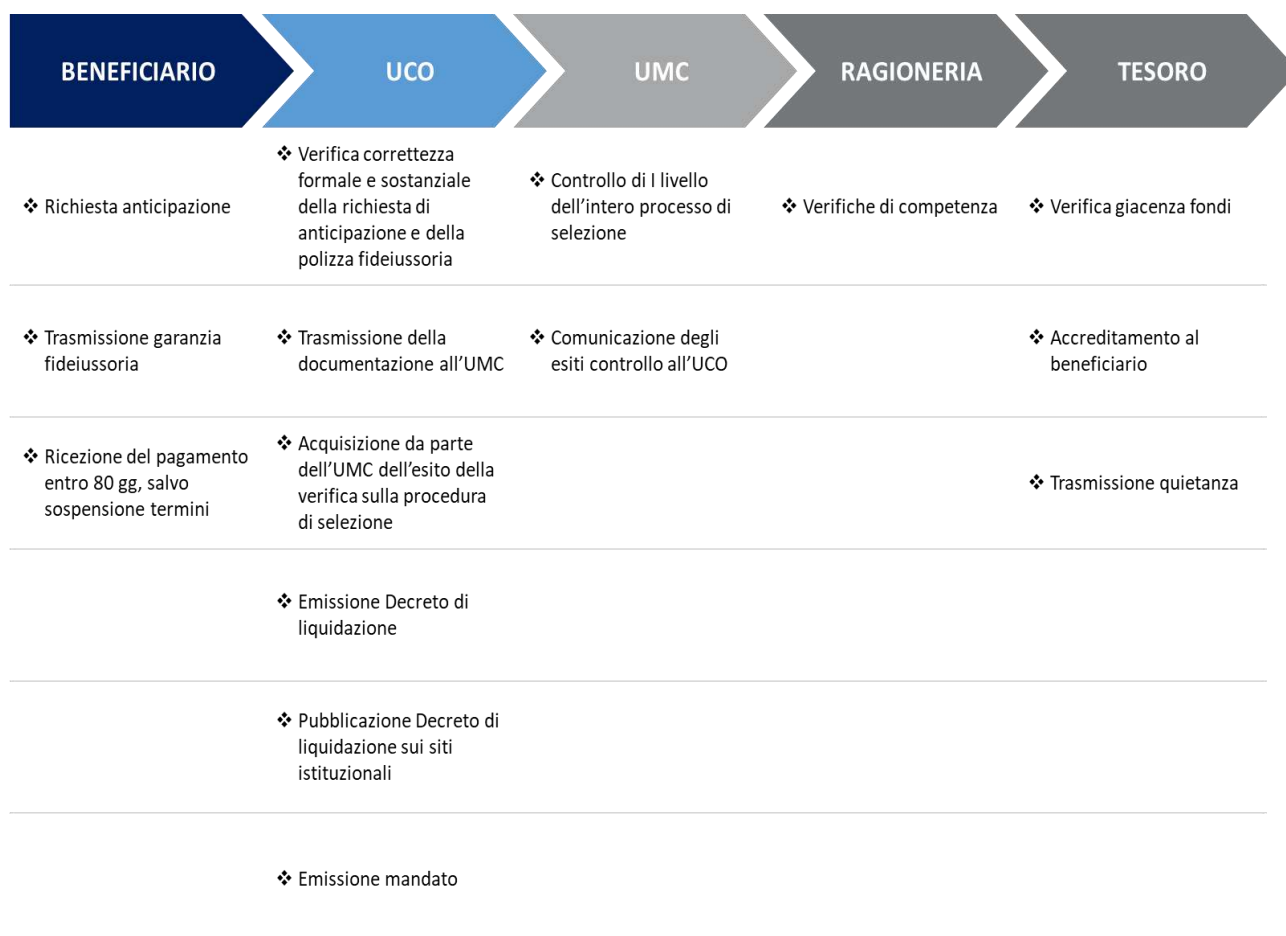 BENEFICIARIO
UCO
UMC
RAGIONERIA
TESORO
❖ Richiesta anticipazione
❖ Verifica correttezza
formale e sostanziale
della richiesta di
anticipazione e della
polizza fideiussoria
❖ Controllo di I livello
dell’intero processo di
selezione
❖ Verifiche di competenza
❖ Verifica giacenza fondi
❖ Trasmissione garanzia
fideiussoria
❖ Trasmissione della
documentazione all’UMC
❖ Comunicazione degli
esiti controllo all’UCO
❖ Accreditamento al
beneficiario
❖ Ricezione del pagamento
entro 80 gg, salvo
sospensione termini
❖ Acquisizione da parte
dell’UMC dell’esito della
verifica sulla procedura
di selezione
❖ Trasmissione quietanza
❖ Emissione Decreto di
liquidazione
❖ Pubblicazione Decreto di
liquidazione sui siti
istituzionali
❖ Emissione mandato